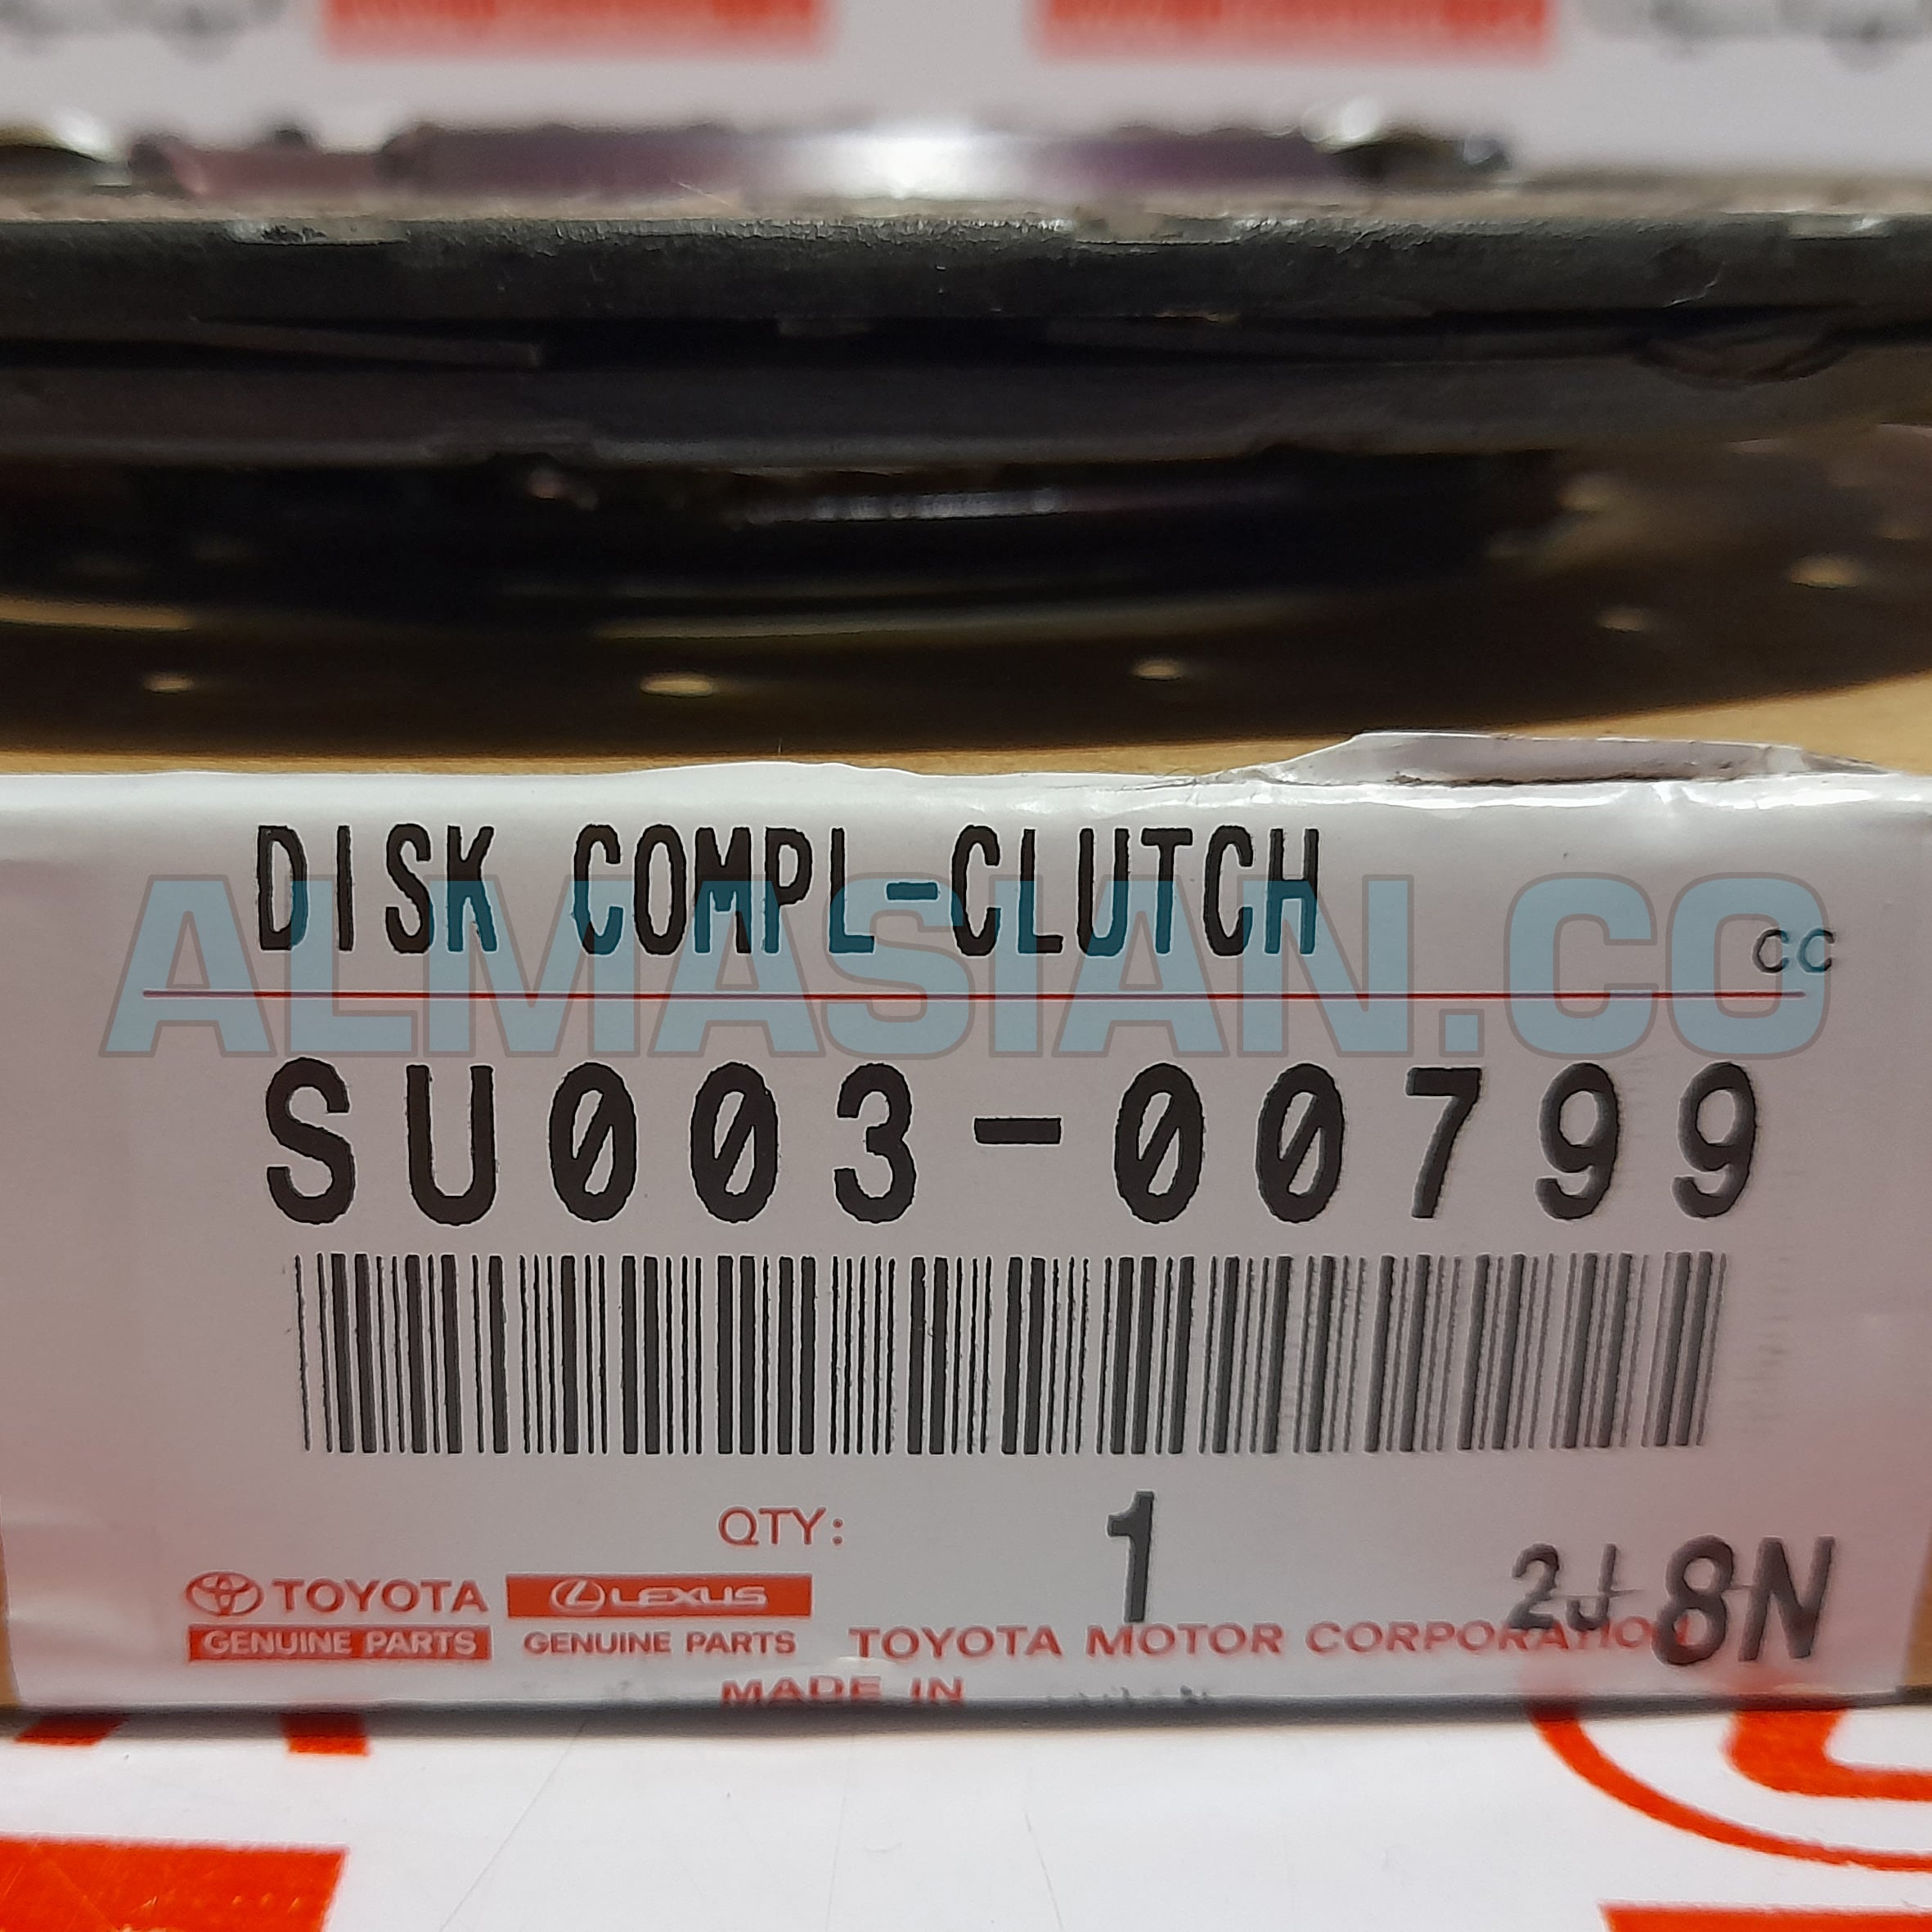 DISK COMPL-CLUTCH
ALMASIAN.CO
CC
SU003-00799
QTY: 1
2J 8N
TOYOTA LEXUS
GENUINE PARTS GENUINE PARTS TOYOTA MOTOR CORPORATION
MADE IN